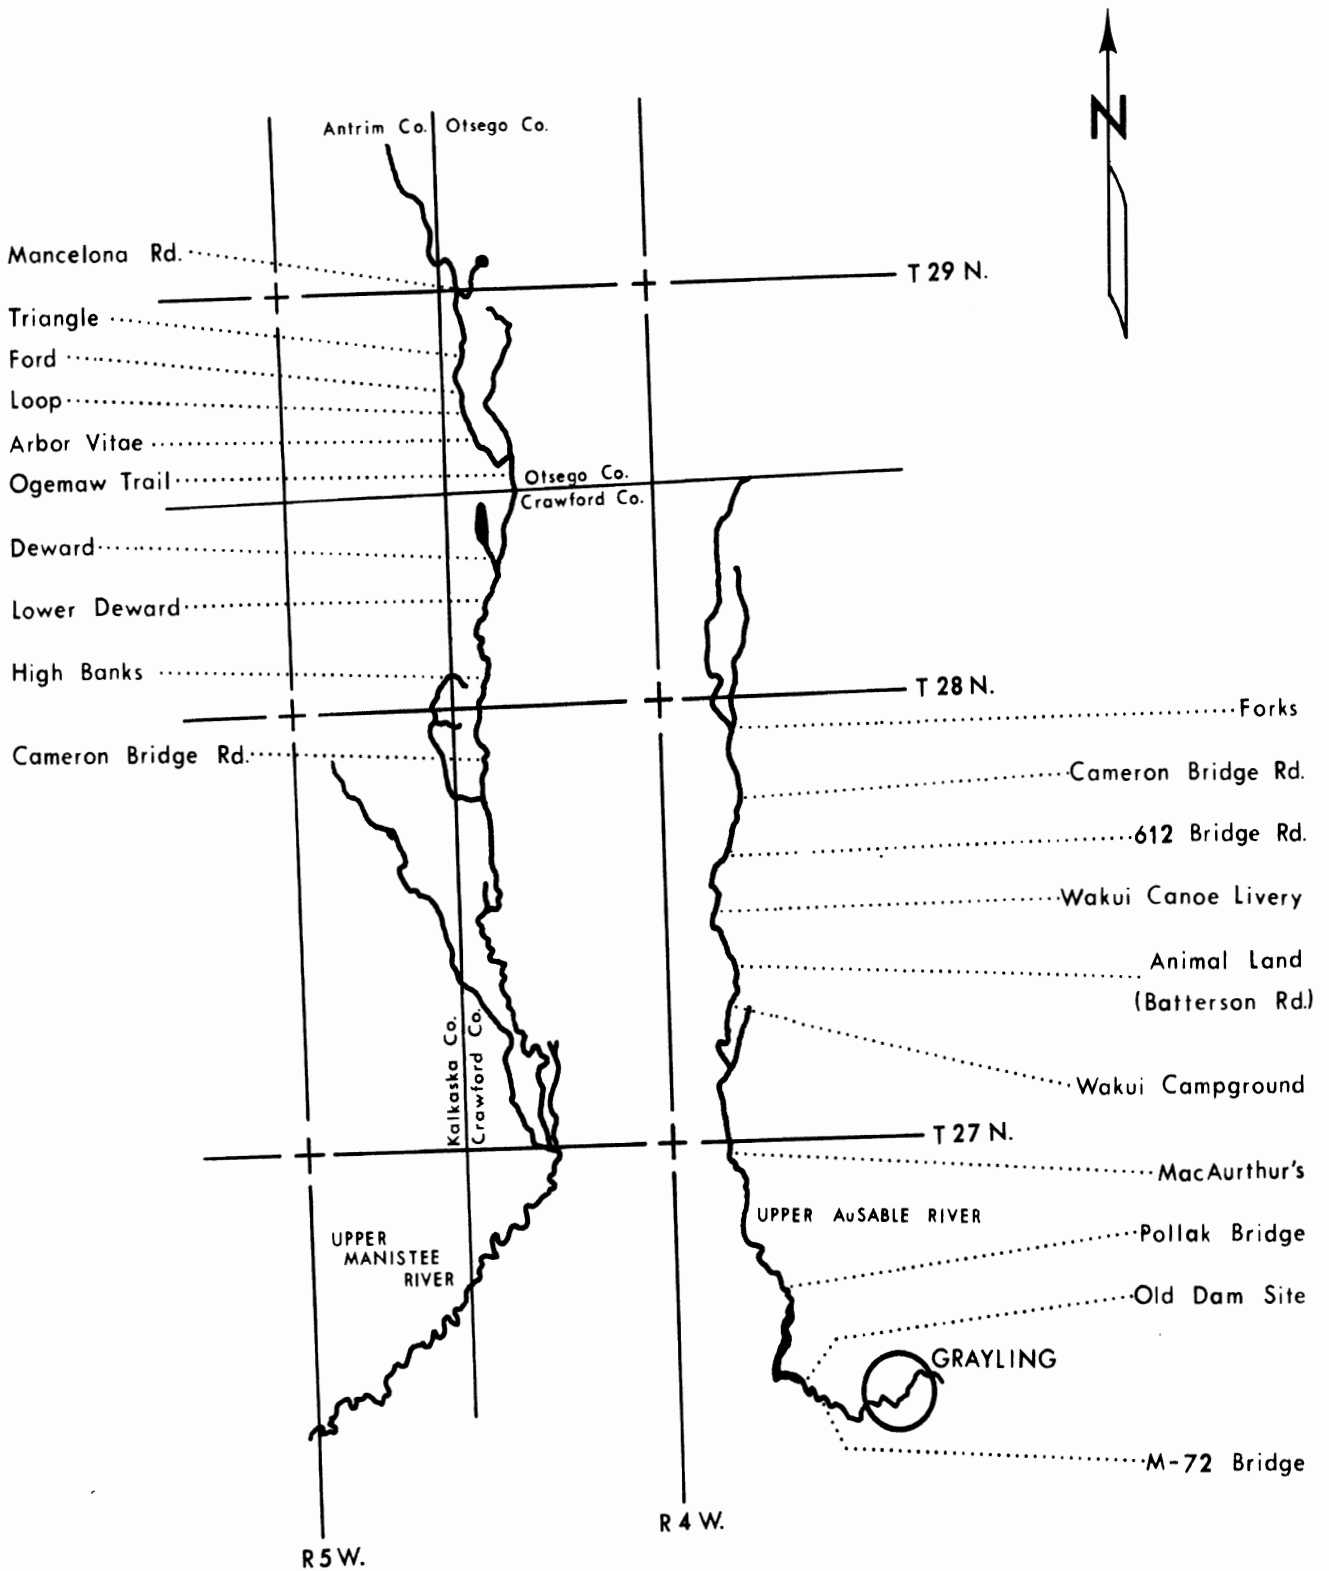 N
Antrim Co. Otsego Co.
Mancelona Rd.
T 29 N.
Triangle
Ford
Loop
Arbor Vitae
Ogemaw Trail
Otsego Co.
Crawford Co.
Deward
Lower Deward
High Banks
T 28 N.
Forks
Cameron Bridge Rd.
Cameron Bridge Rd.
612 Bridge Rd.
Wakui Canoe Livery
Animal Land
(Batterson Rd.)
Kalkaska Co.
Crawford Co.
Wakui Campground
T 27 N.
MacAurthur's
UPPER AuSABLE RIVER
Pollak Bridge
UPPER
MANISTEE
RIVER
Old Dam Site
GRAYLING
M-72 Bridge
R 4 W.
R 5 W.